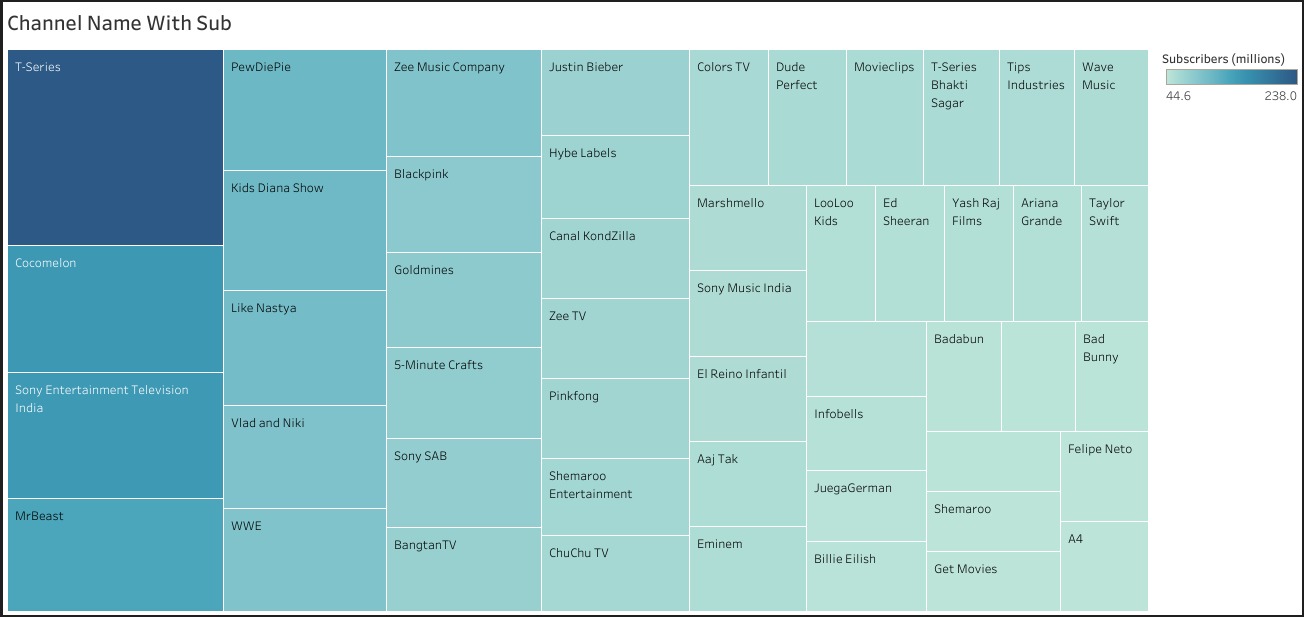 Channel Name With Sub
T-Series
Cocomelon
Sony Entertainment Television
India
MrBeast
PewDiePie
Kids Diana Show
Like Nastya
Vlad and Niki
WWE
Zee Music Company
Blackpink
Goldmines
5-Minute Crafts
Sony SAB
BangtanTV
Justin Bieber
Hybe Labels
Canal KondZilla
Zee TV
Pinkfong
Shemaroo
Entertainment
ChuChu TV
Colors TV
Dude
Perfect
Movieclips
T-Series
Bhakti
Sagar
Tips
Industries
Wave
Music
Marshmello
Sony Music India
El Reino Infantil
Aaj Tak
Eminem
LooLoo
Kids
Ed
Sheeran
Yash Raj
Films
Ariana
Grande
Taylor
Swift
Infobells
JuegaGerman
Billie Eilish
Badabun
Bad
Bunny
Shemaroo
Get Movies
Felipe Neto
A4
Subscribers (millions)
44.6
238.0